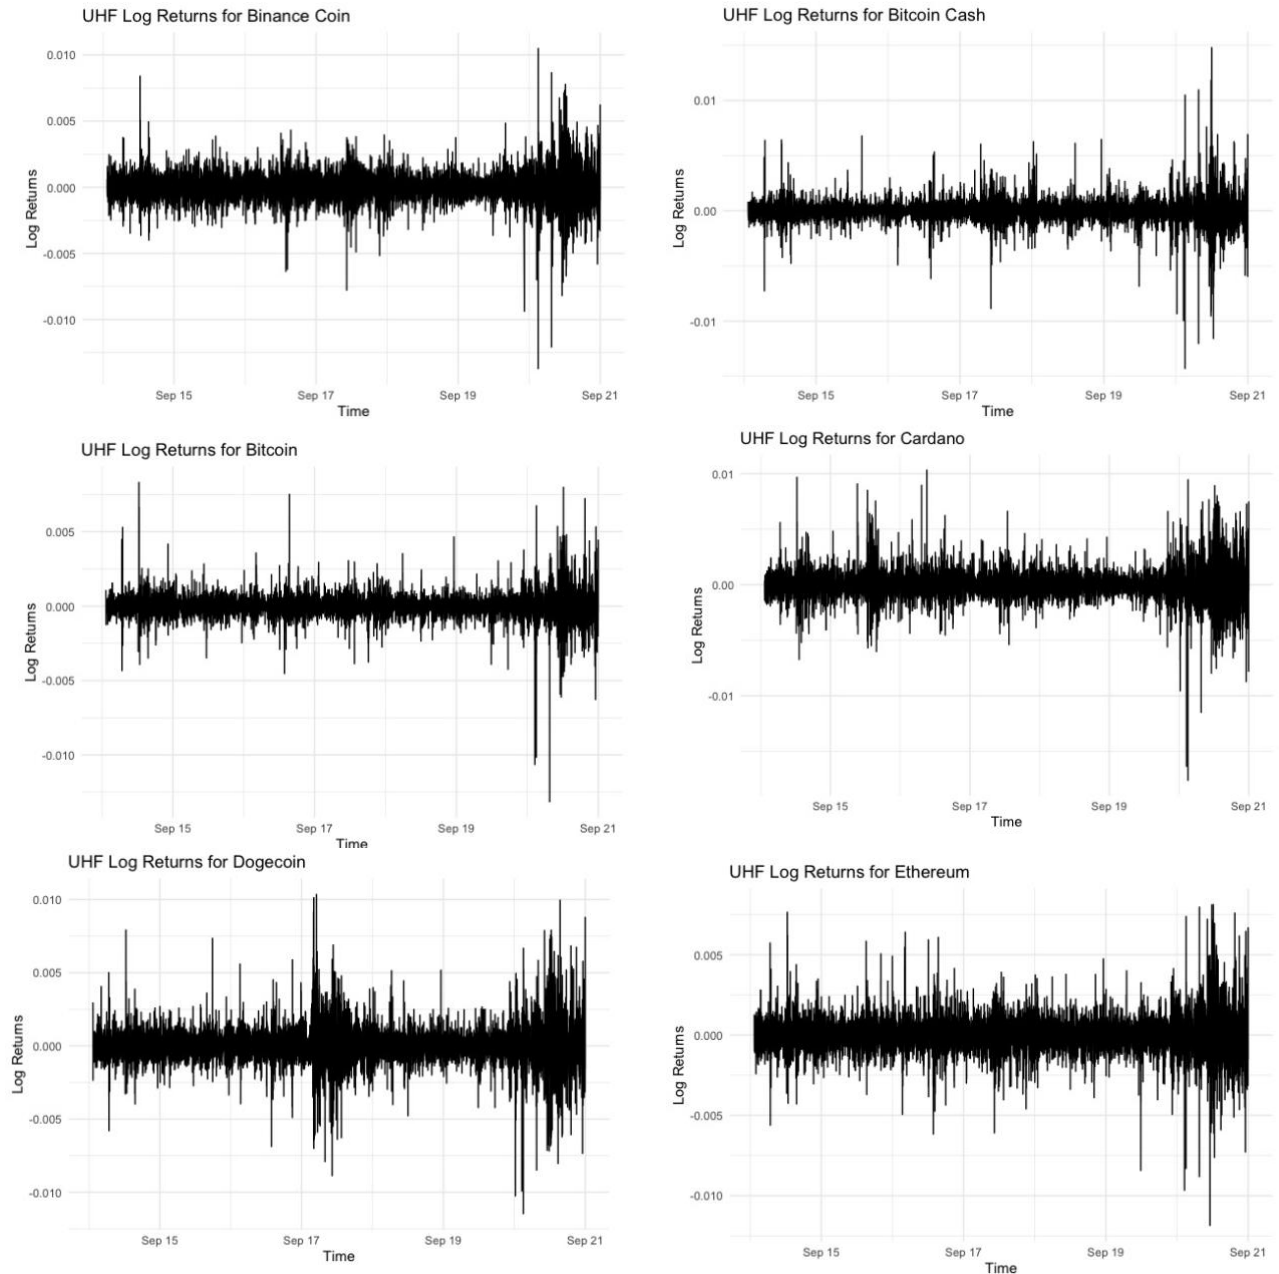 UHF Log Returns for Binance Coin
0.010
0.005
0.000
-0.005
-0.010
Log Returns
Sep 15 Sep 17 Sep 19 Sep 21
Time
UHF Log Returns for Bitcoin Cash
0.01
0.00
-0.01
Log Returns
Sep 15 Sep 17 Sep 19 Sep 21
Time
UHF Log Returns for Bitcoin
0.005
0.000
-0.005
-0.010
Log Returns
Sep 15 Sep 17 Sep 19 Sep 21
Time
UHF Log Returns for Cardano
0.01
0.00
-0.01
Log Returns
Sep 15 Sep 17 Sep 19 Sep 21
Time
UHF Log Returns for Dogecoin
0.010
0.005
0.000
-0.005
-0.010
Log Returns
Sep 15 Sep 17 Sep 19 Sep 21
Time
UHF Log Returns for Ethereum
0.005
0.000
-0.005
-0.010
Log Returns
Sep 15 Sep 17 Sep 19 Sep 21
Time